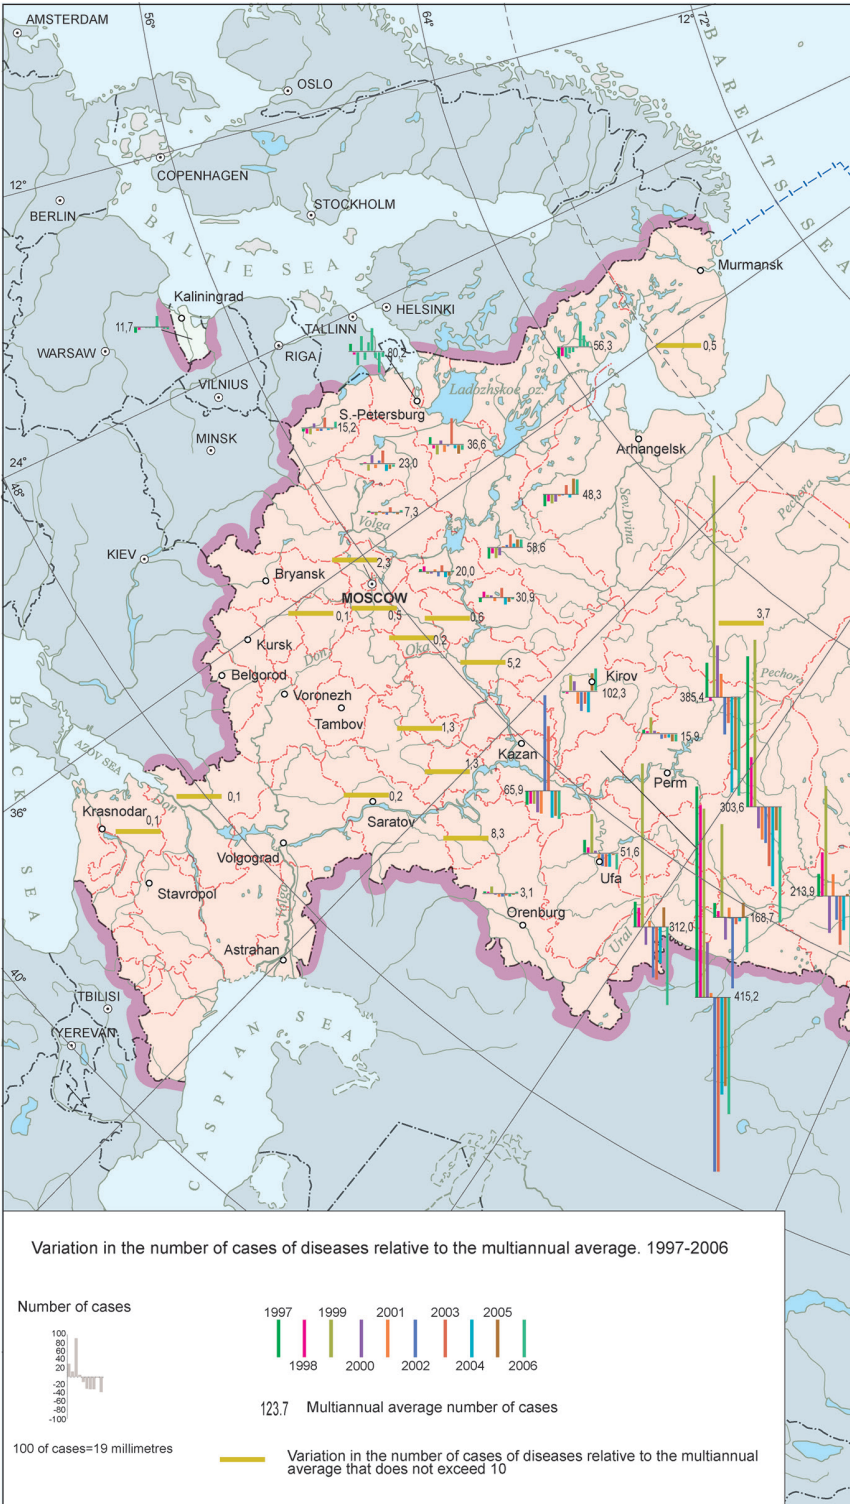 AMSTERDAM
56°
64°
12°
72°
BARENTS SEA
OSLO
COPENHAGEN
12°
BERLIN
STOCKHOLM
BALTIE SEA
Murmansk
Kaliningrad
11,7
HELSINKI
TALLINN
RIGA
WARSAW
80,2
56,3
0,5
VILNIUS
Ladozhskoe oz.
S.-Petersburg
15,2
36,6
MINSK
Arhangelsk
24°
23,0
48°
48,3
Pechora
7,3
Volga
Sev.Dvina
KIEV
2,3
58,6
Bryansk
20,0
MOSCOW
30,9
0,1
0,5
0,6
3,7
Kursk
0,2
Oka
Don
5,2
Belgorod
Kirov
Pechora
Voronezh
102,3
385,4
Tambov
BLACK SEA
1,3
15,9
AZOV SEA
Kazan
1,3
Perm
Don
0,1
0,2
65,9
303,6
36°
Krasnodar
0,1
Saratov
8,3
Volgograd
51,6
Ufa
Stavropol
3,1
213,9
Volga
Orenburg
168,7
312,0
Ural
Astrahan
40°
TBILISI
415,2
YEREVAN
CASPIAN SEA
Variation in the number of cases of diseases relative to the multiannual average. 1997-2006
Number of cases
1997 1999 2001 2003 2005
100
80
60
40
20
-20
-40
-60
-80
-100
1998 2000 2002 2004 2006
123.7 Multiannual average number of cases
100 of cases=19 millimetres
Variation in the number of cases of diseases relative to the multiannual
average that does not exceed 10